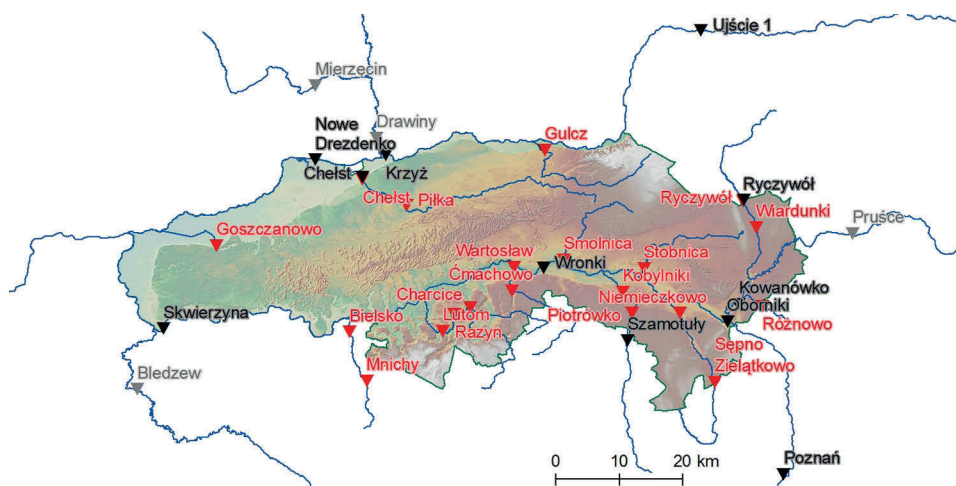 Ujście 1
Mierzęcin
Nowe
Drezdenko
Drawiny
Gulcz
Chełst
Krzyż
Chełst
Piłka
Ryczywół
Ryczywół
Wiardunki
Pruśce
Goszczanowo
Wartosław
Smolnica
Stobnica
Wronki
Ćmachowo
Kobylniki
Kowanówko
Charcice
Niemieczkowo
Oborniki
Skwierzyna
Bielsko
Lutom
Piotrówko
Szamotuły
Różnowo
Razyn
Sępno
Mnichy
Zielątkowo
Bledzew
Poznań
0 10 20 km